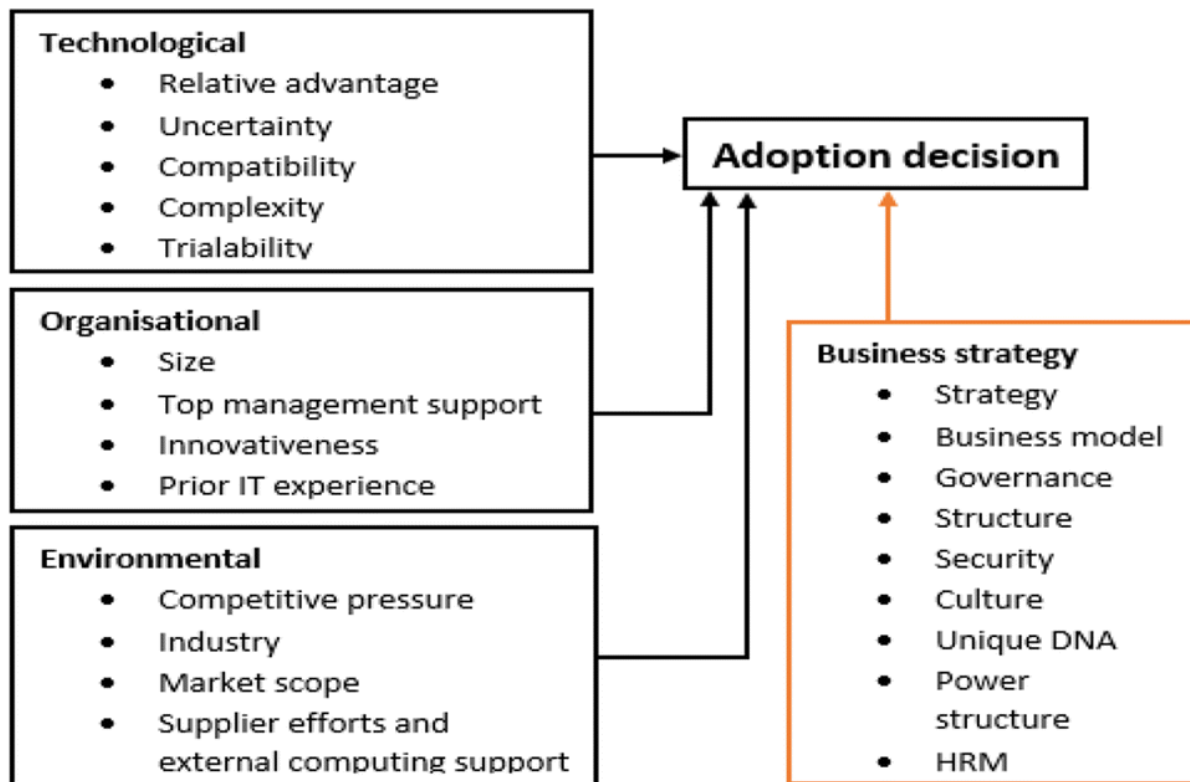 Technological
• Relative advantage
• Uncertainty
• Compatibility
• Complexity
• Trialability
Adoption decision
Organisational
• Size
• Top management support
• Innovativeness
• Prior IT experience
Environmental
• Competitive pressure
• Industry
• Market scope
• Supplier efforts and
external computing support
Business strategy
• Strategy
• Business model
• Governance
• Structure
• Security
• Culture
• Unique DNA
• Power
structure
• HRM